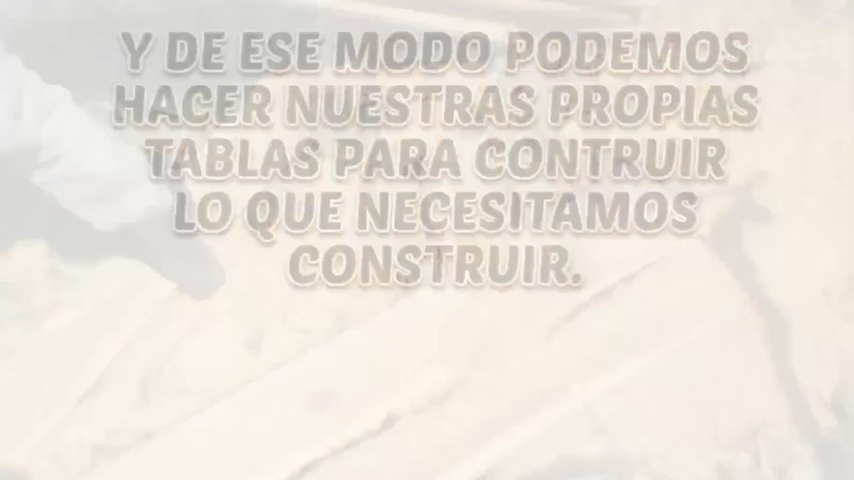 Y DE ESE MODO PODEMOS
HACER NUESTRAS PROPIAS
TABLAS PARA CONTRUIR
LO QUE NECESITAMOS
CONSTRUIR.